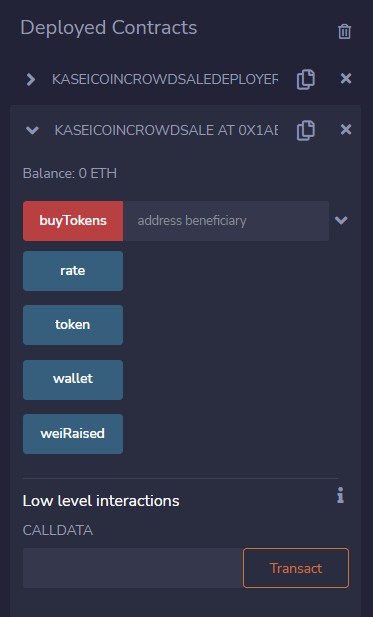 Deployed Contracts
KASEICOINCROWDSALEDEPLOYER
KASEICOINCROWDSALE AT 0X1AE
Balance: 0 ETH
buyTokens address beneficiary
rate
token
wallet
weiRaised
Low level interactions
CALLDATA
Transact